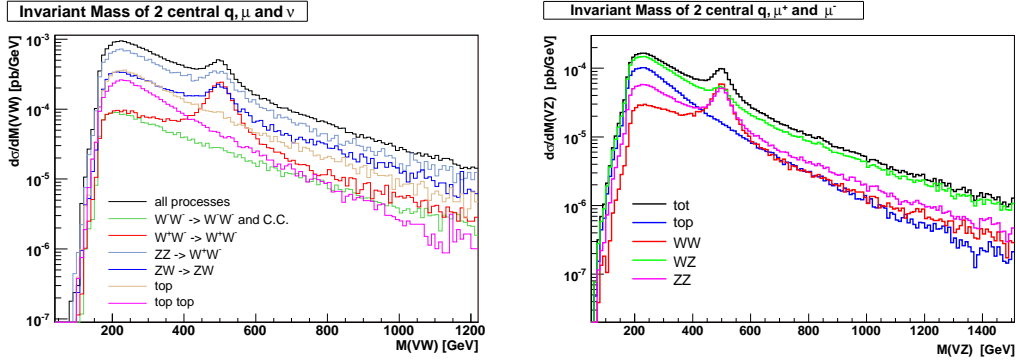 Invariant Mass of 2 central q, μ and ν
dσ/dM(VW) [pb/GeV]
10⁻³
10⁻⁴
10⁻⁵
10⁻⁶
10⁻⁷
all processes
W⁻W⁻ -> W⁻W⁻ and C.C.
W⁺W⁻ -> W⁺W⁻
ZZ -> W⁺W⁻
ZW -> ZW
top
top top
200 400 600 800 1000 1200
M(VW) [GeV]
Invariant Mass of 2 central q, μ⁺ and μ⁻
dσ/dM(VZ) [pb/GeV]
10⁻⁴
10⁻⁵
10⁻⁶
10⁻⁷
tot
top
WW
WZ
ZZ
200 400 600 800 1000 1200 1400
M(VZ) [GeV]